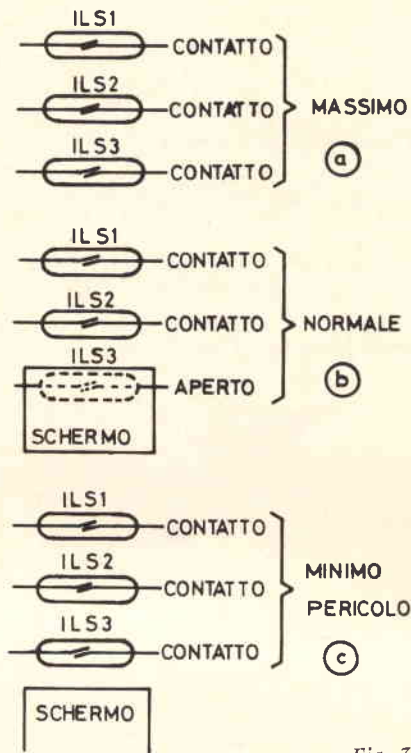 ILS1
CONTATTO
ILS2
CONTATTO
MASSIMO
ILS3
CONTATTO
a
ILS1
CONTATTO
ILS2
CONTATTO
NORMALE
ILS3
APERTO
b
SCHERMO
ILS1
CONTATTO
ILS2
CONTATTO
MINIMO
PERICOLO
ILS3
CONTATTO
c
SCHERMO